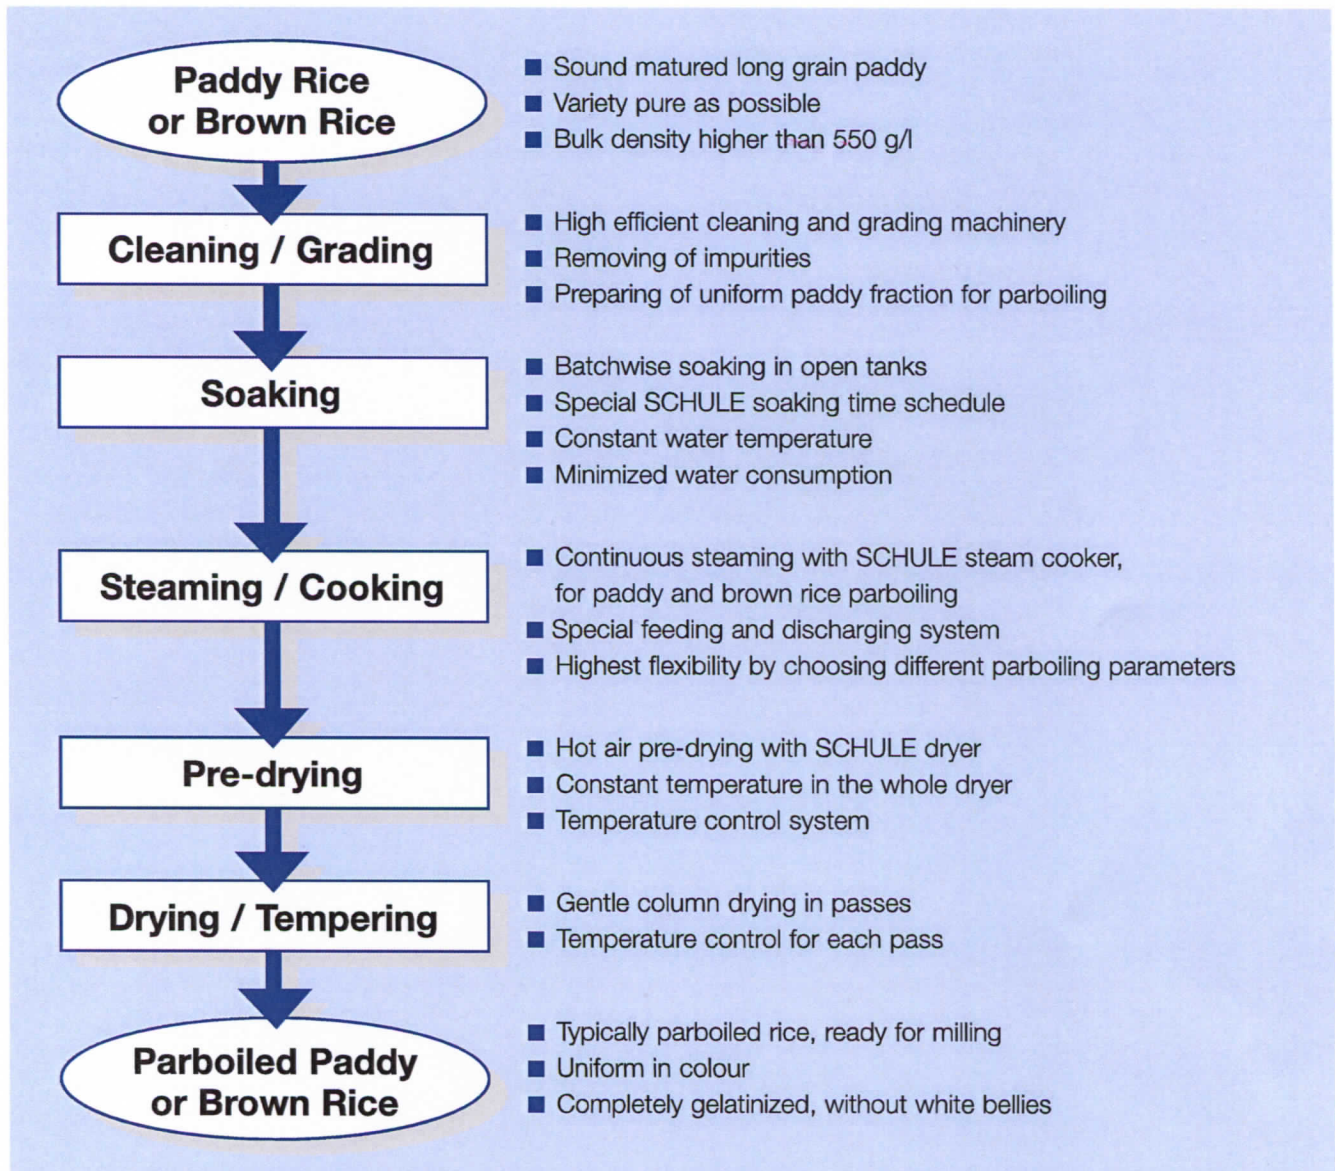 Paddy Rice
or Brown Rice
■ Sound matured long grain paddy
■ Variety pure as possible
■ Bulk density higher than 550 g/l
Cleaning / Grading
■ High efficient cleaning and grading machinery
■ Removing of impurities
■ Preparing of uniform paddy fraction for parboiling
Soaking
■ Batchwise soaking in open tanks
■ Special SCHULE soaking time schedule
■ Constant water temperature
■ Minimized water consumption
Steaming / Cooking
■ Continuous steaming with SCHULE steam cooker,
for paddy and brown rice parboiling
■ Special feeding and discharging system
■ Highest flexibility by choosing different parboiling parameters
Pre-drying
■ Hot air pre-drying with SCHULE dryer
■ Constant temperature in the whole dryer
■ Temperature control system
Drying / Tempering
■ Gentle column drying in passes
■ Temperature control for each pass
Parboiled Paddy
or Brown Rice
■ Typically parboiled rice, ready for milling
■ Uniform in colour
■ Completely gelatinized, without white bellies